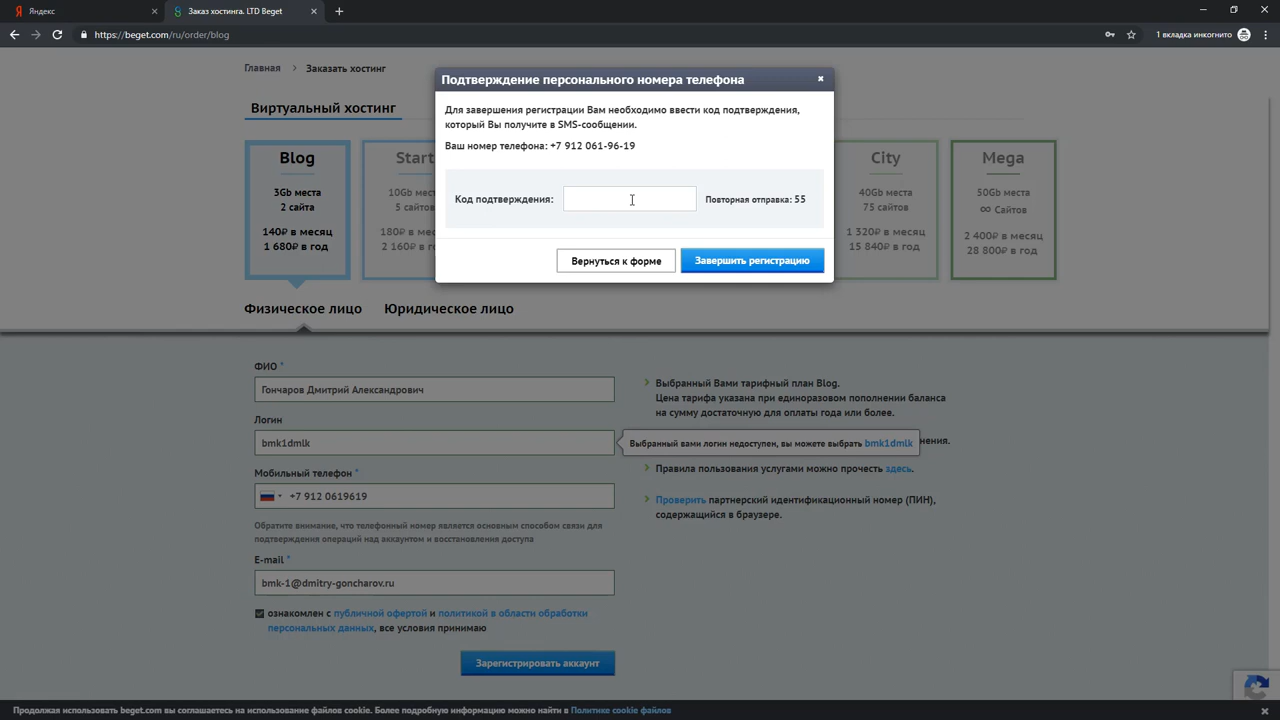 Яндекс
Заказ хостинга. LTD Beget
https://beget.com/ru/order/blog
1 вкладка инкогнито
Главная > Заказать хостинг
Виртуальный хостинг
Подтверждение персонального номера телефона
Для завершения регистрации Вам необходимо ввести код подтверждения,
который Вы получите в SMS-сообщении.
Ваш номер телефона: +7 912 061-96-19
Код подтверждения:
Повторная отправка: 55
Вернуться к форме
Завершить регистрацию
Blog
3Gb места
2 сайта
140₽ в месяц
1 680₽ в год
Start
10Gb мес
5 сайтов
180₽ в ме
2 160₽ в
City
40Gb места
75 сайтов
1 320₽ в месяц
15 840₽ в год
Mega
50Gb места
∞ Сайтов
2 400₽ в месяц
28 800₽ в год
Физическое лицо
Юридическое лицо
ФИО *
Гончаров Дмитрий Александрович
Логин
bmk1dmlk
Выбранный вами логин недоступен, вы можете выбрать bmk1dmlk
Мобильный телефон *
+7 912 0619619
Обратите внимание, что телефонный номер является основным способом связи для
подтверждения операций над аккаунтом и восстановления доступа
E-mail *
bmk-1@dmitry-goncharov.ru
ознакомлен с публичной офертой и политикой в области обработки
персональных данных, все условия принимаю
Зарегистрировать аккаунт
Выбранный Вами тарифный план Blog.
Цена тарифа указана при единоразовом пополнении баланса
на сумму достаточную для оплаты года или более.
нения.
Правила пользования услугами можно прочесть здесь.
Проверить партнерский идентификационный номер (ПИН),
содержащийся в браузере.
Продолжая использовать beget.com вы соглашаетесь на использование файлов cookie. Более подробную информацию можно найти в Политике cookie файлов